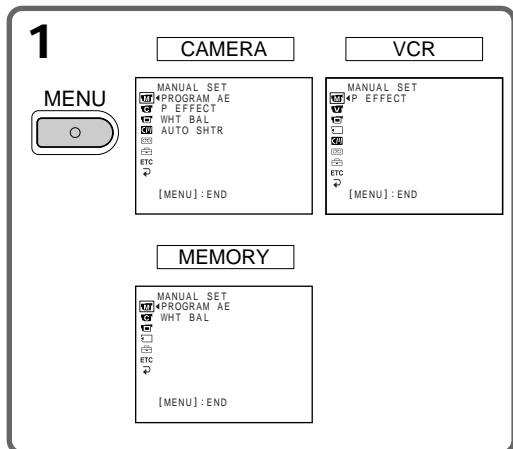 1
CAMERA
VCR
MENU
MANUAL SET
PROGRAM AE
P EFFECT
WHT BAL
AUTO SHTR
ETC
[MENU] : END
MANUAL SET
P EFFECT
ETC
[MENU] : END
MEMORY
MANUAL SET
PROGRAM AE
WHT BAL
ETC
[MENU] : END